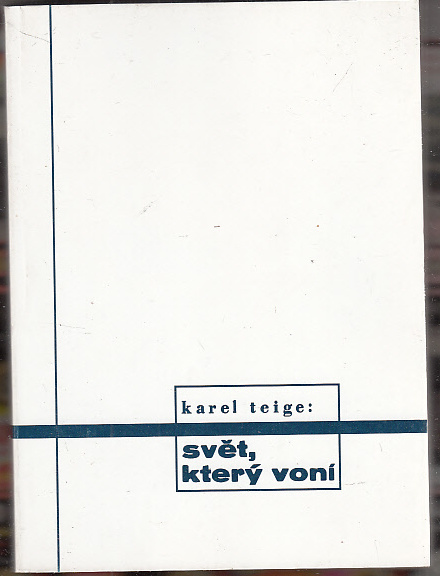 karel teige:
svět,
který voní